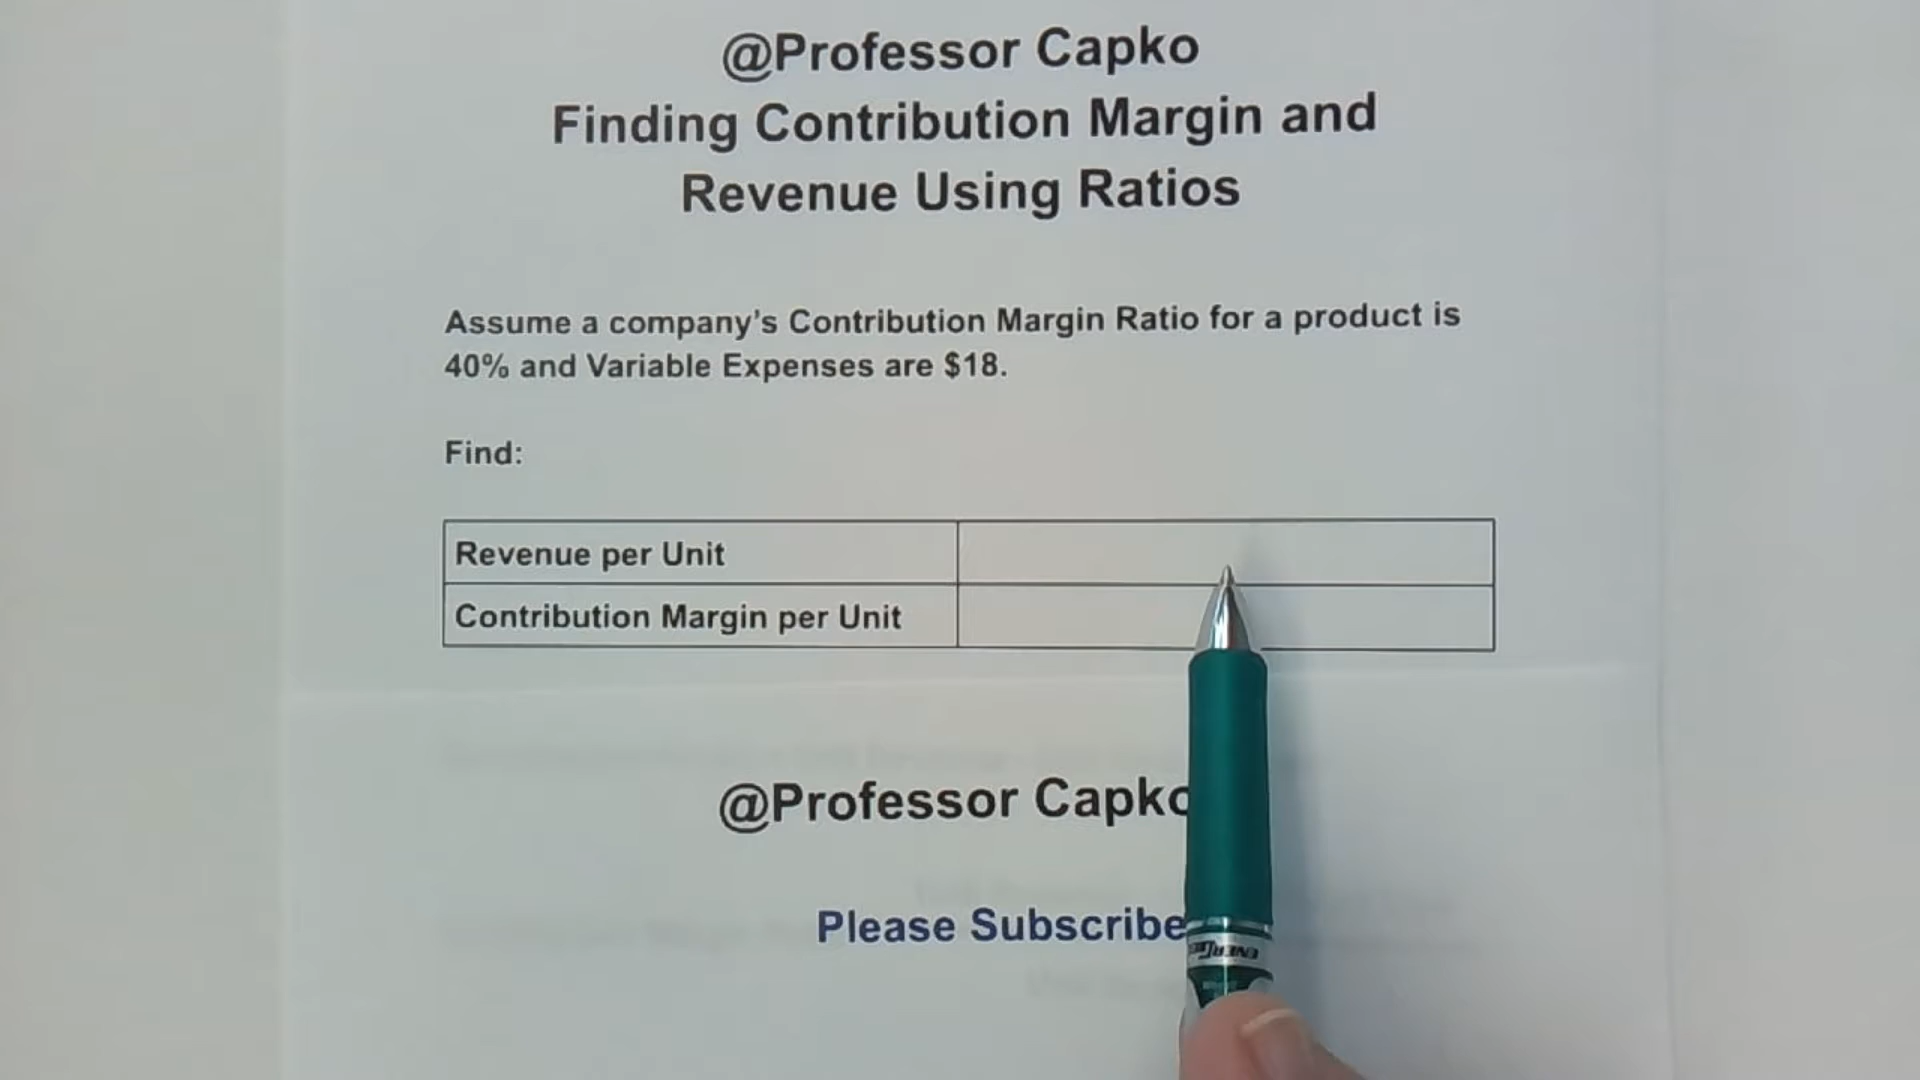 @Professor Capko
Finding Contribution Margin and
Revenue Using Ratios
Assume a company's Contribution Margin Ratio for a product is
40% and Variable Expenses are $18.
Find:
Revenue per Unit
Contribution Margin per Unit
@Professor Capko
Please Subscribe